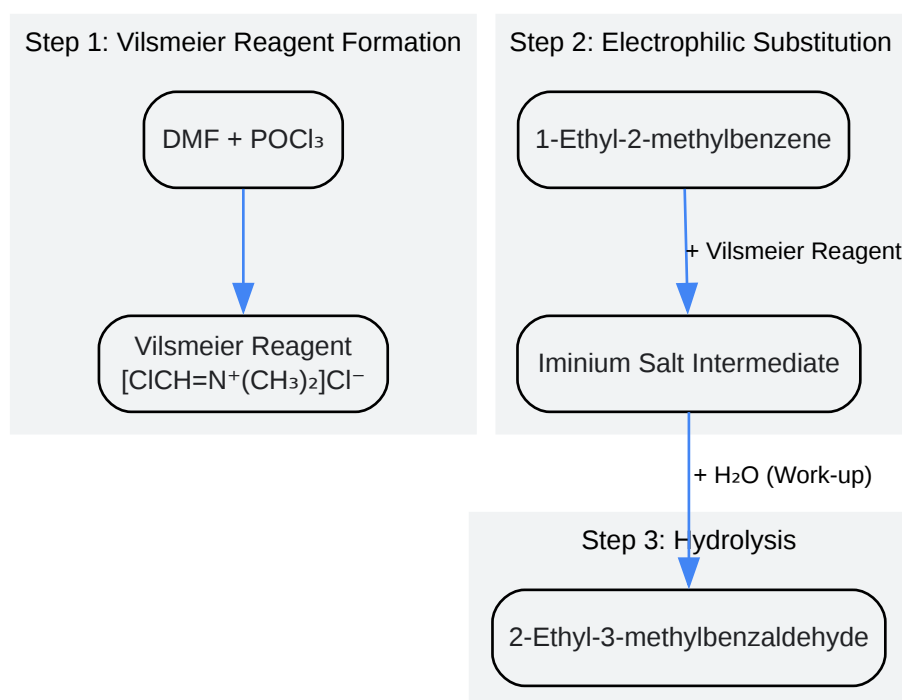 Step 1: Vilsmeier Reagent Formation
DMF + POCl₃
Vilsmeier Reagent
[ClCH=N⁺(CH₃)₂]Cl⁻
Step 2: Electrophilic Substitution
1-Ethyl-2-methylbenzene
+ Vilsmeier Reagent
Iminium Salt Intermediate
+ H₂O (Work-up)
Step 3: Hydrolysis
2-Ethyl-3-methylbenzaldehyde